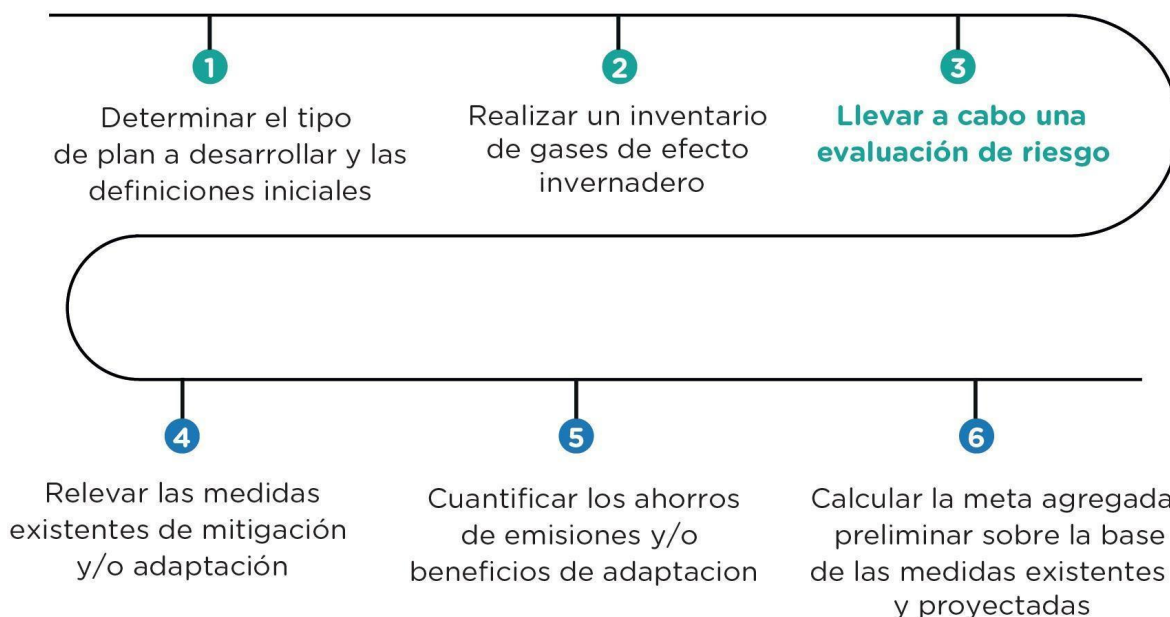 1
Determinar el tipo
de plan a desarrollar y las
definiciones iniciales
2
Realizar un inventario
de gases de efecto
invernadero
3
Llevar a cabo una
evaluación de riesgo
4
Relevar las medidas
existentes de mitigación
y/o adaptación
5
Cuantificar los ahorros
de emisiones y/o
beneficios de adaptacion
6
Calcular la meta agregada
preliminar sobre la base
de las medidas existentes
y proyectadas